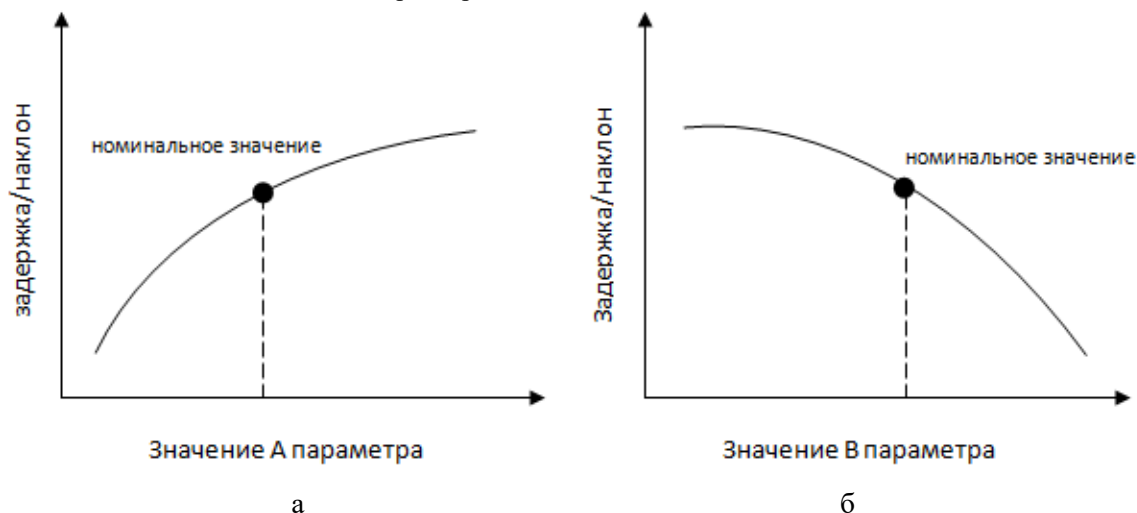 номинальное значение
задержка/наклон
Значение А параметра
а
номинальное значение
Задержка/наклон
Значение В параметра
б